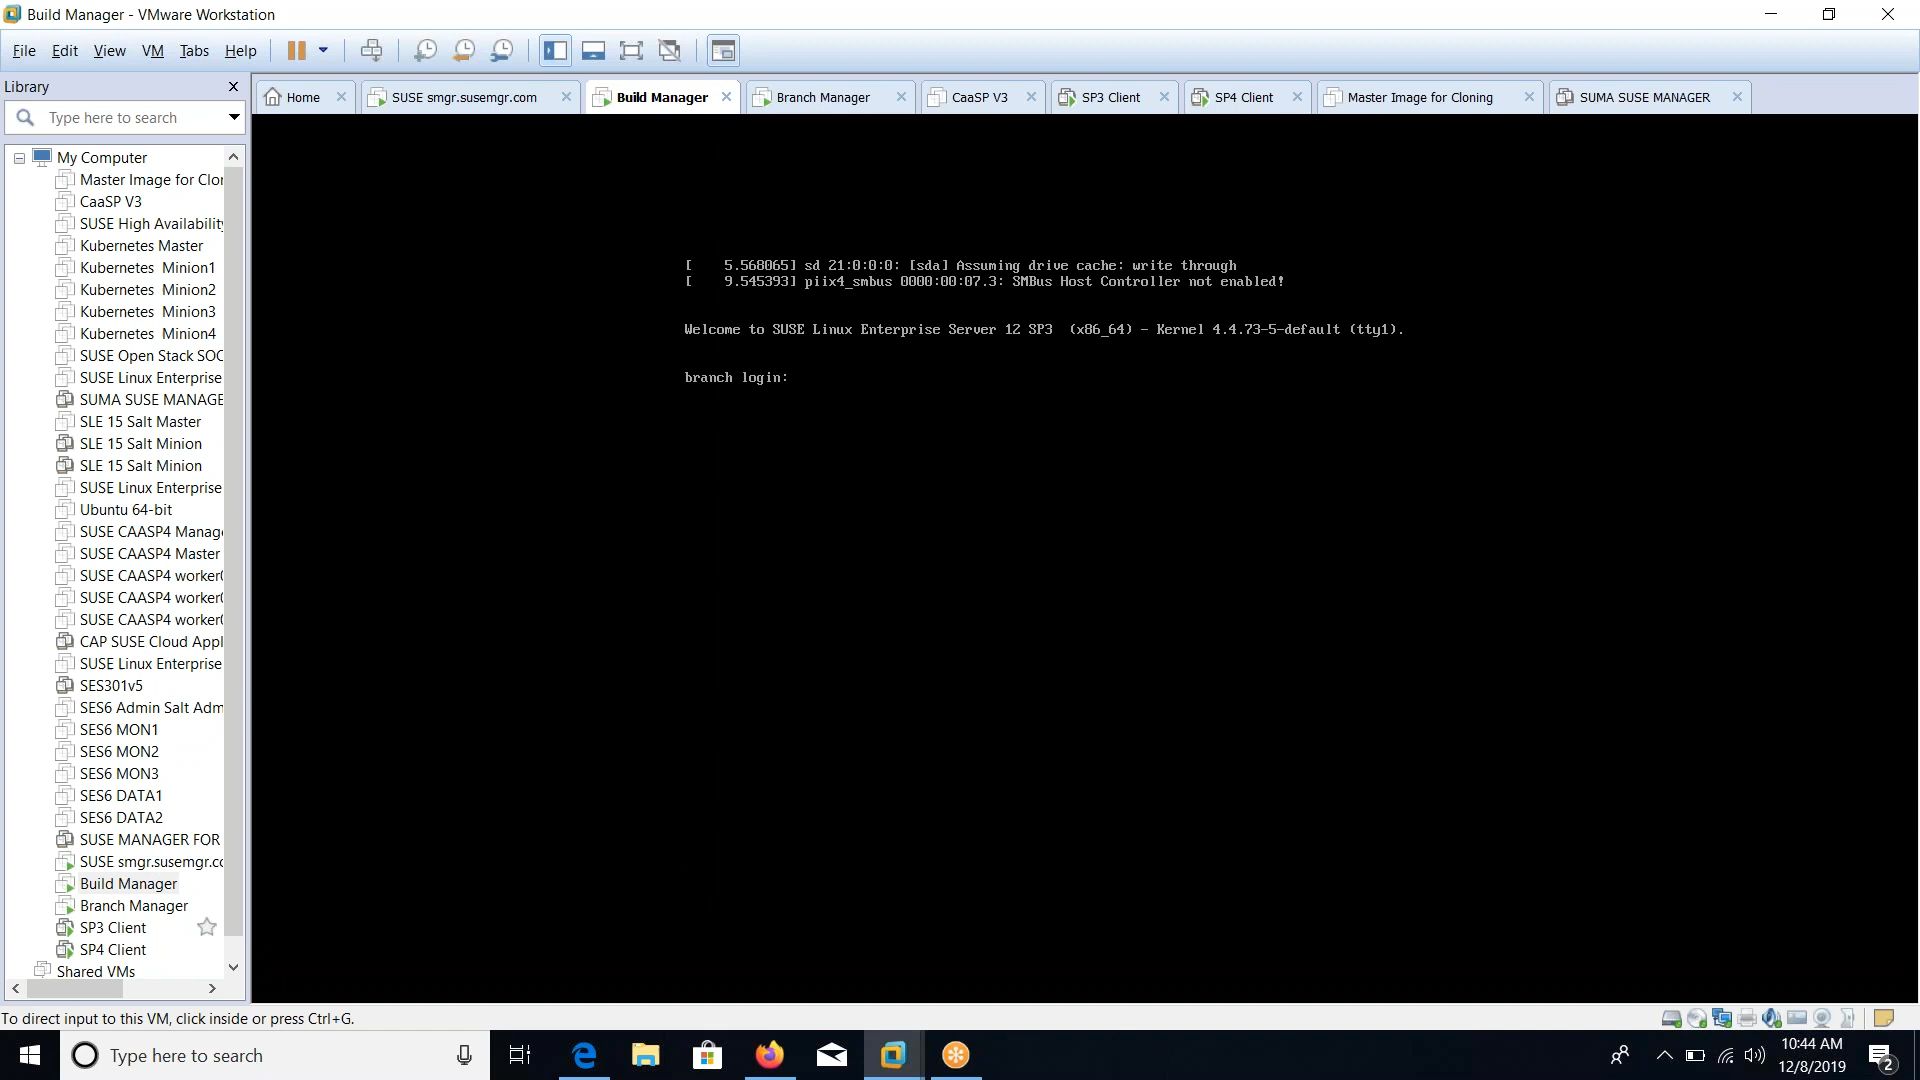 Build Manager - VMware Workstation
File Edit View VM Tabs Help
Library
Type here to search
Home
SUSE smgr.susemgr.com
Build Manager
Branch Manager
CaaSP V3
SP3 Client
SP4 Client
Master Image for Cloning
SUMA SUSE MANAGER
My Computer
Master Image for Clon
CaaSP V3
SUSE High Availability
Kubernetes Master
Kubernetes  Minion1
Kubernetes  Minion2
Kubernetes  Minion3
Kubernetes  Minion4
SUSE Open Stack SOC
SUSE Linux Enterprise
SUMA SUSE MANAGE
SLE 15 Salt Master
SLE 15 Salt Minion
SLE 15 Salt Minion
SUSE Linux Enterprise
Ubuntu 64-bit
SUSE CAASP4 Manag
SUSE CAASP4 Master
SUSE CAASP4 worker
SUSE CAASP4 worker
SUSE CAASP4 worker
CAP SUSE Cloud Appl
SUSE Linux Enterprise
SES301v5
SES6 Admin Salt Adm
SES6 MON1
SES6 MON2
SES6 MON3
SES6 DATA1
SES6 DATA2
SUSE MANAGER FOR
SUSE smgr.susemgr.cc
Build Manager
Branch Manager
SP3 Client
SP4 Client
Shared VMs
[    5.568065] sd 21:0:0:0: [sda] Assuming drive cache: write through
[    9.545393] piix4_smbus 0000:00:07.3: SMBus Host Controller not enabled!
Welcome to SUSE Linux Enterprise Server 12 SP3  (x86_64) - Kernel 4.4.73-5-default (tty1).
branch login:
To direct input to this VM, click inside or press Ctrl+G.
Type here to search
10:44 AM
12/8/2019
2